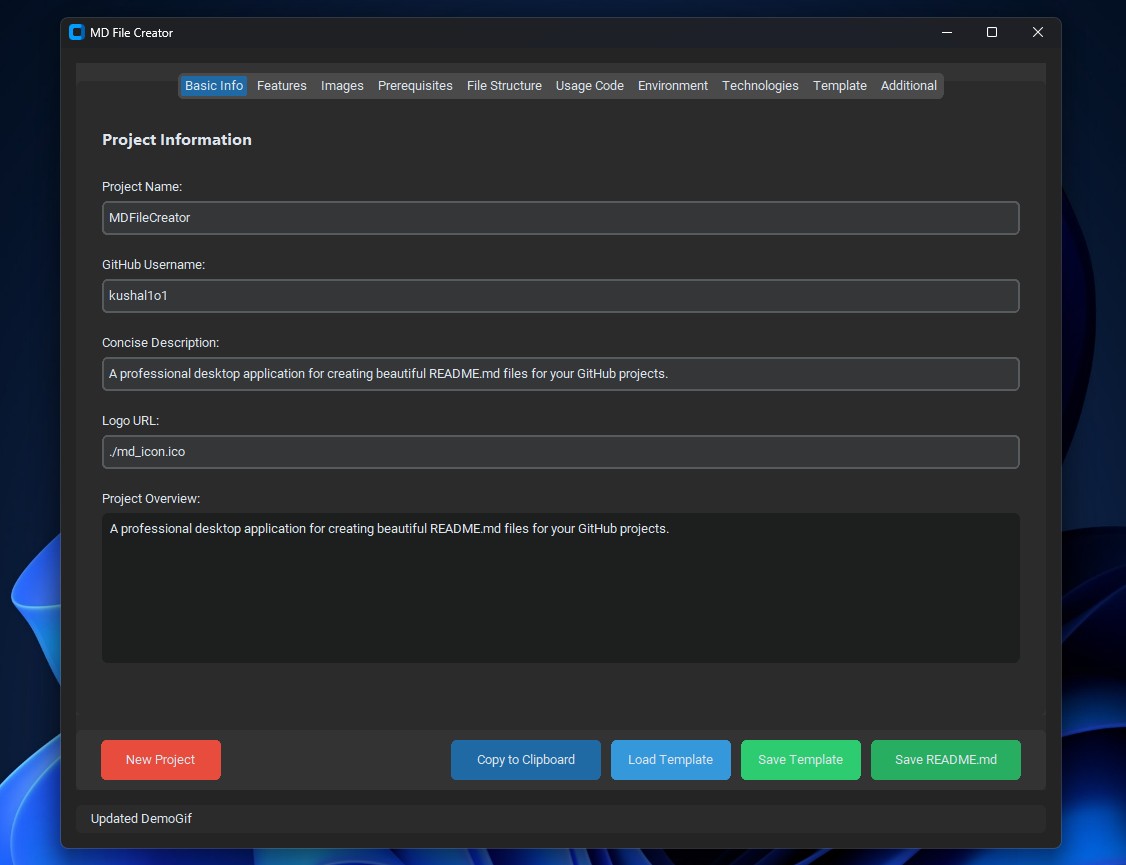 MD File Creator
Basic Info Features Images Prerequisites File Structure Usage Code Environment Technologies Template Additional
Project Information
Project Name:
MDFileCreator
GitHub Username:
kushal1o1
Concise Description:
A professional desktop application for creating beautiful README.md files for your GitHub projects.
Logo URL:
./md_icon.ico
Project Overview:
A professional desktop application for creating beautiful README.md files for your GitHub projects.
New Project Copy to Clipboard Load Template Save Template Save README.md
Updated DemoGif